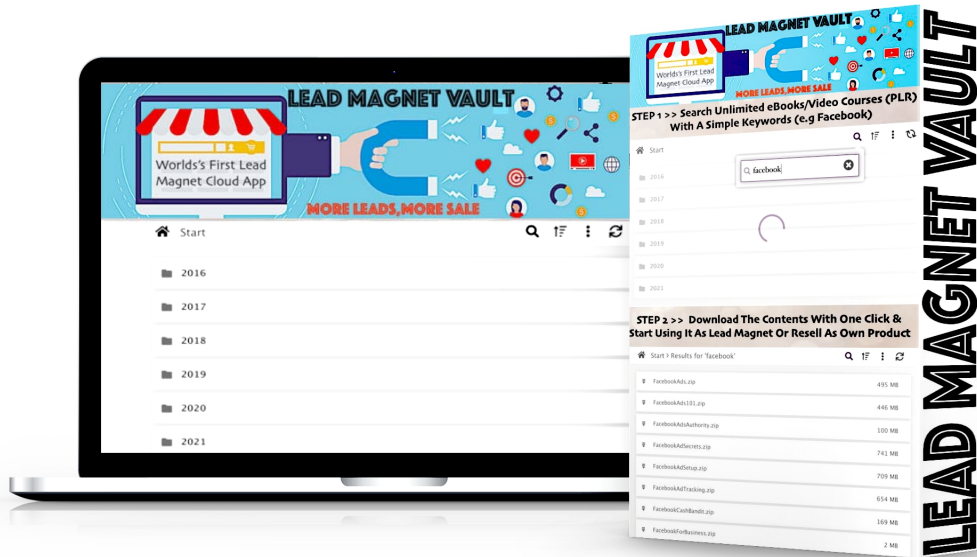 LEAD MAGNET VAULT
Worlds's First Lead
Magnet Cloud App
MORE LEADS,MORE SALE
Start
2016
2017
2018
2019
2020
2021
LEAD MAGNET VAULT
Worlds's First Lead
Magnet Cloud App
MORE LEADS,MORE SALE
STEP 1 >> Search Unlimited eBooks/Video Courses (PLR)
With A Simple Keywords (e.g Facebook)
Start
facebook
2016
2017
2018
2019
2020
2021
STEP 2 >> Download The Contents With One Click &
Start Using It As Lead Magnet Or Resell As Own Product
Start > Results for 'facebook'
FacebookAds.zip 495 MB
FacebookAds101.zip 446 MB
FacebookAdsAuthority.zip 100 MB
FacebookAdSecrets.zip 741 MB
FacebookAdSetup.zip 709 MB
FacebookAdTracking.zip 654 MB
FacebookCashBandit.zip 169 MB
FacebookForBusiness.zip 2 MB
LEAD MAGNET VAULT